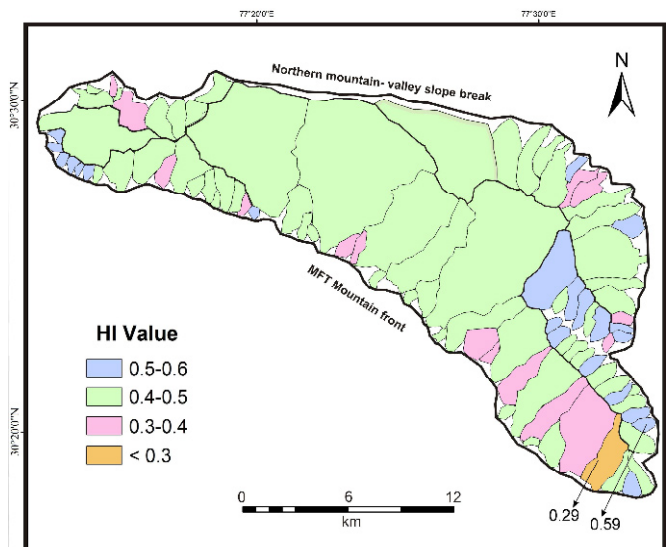 77°20'0"E
77°30'0"E
Northern mountain- valley slope break
N
30°30'0"N
MFT Mountain front
HI Value
0.5-0.6
0.4-0.5
0.3-0.4
< 0.3
30°20'0"N
0.29
0.59
0
6
12
km